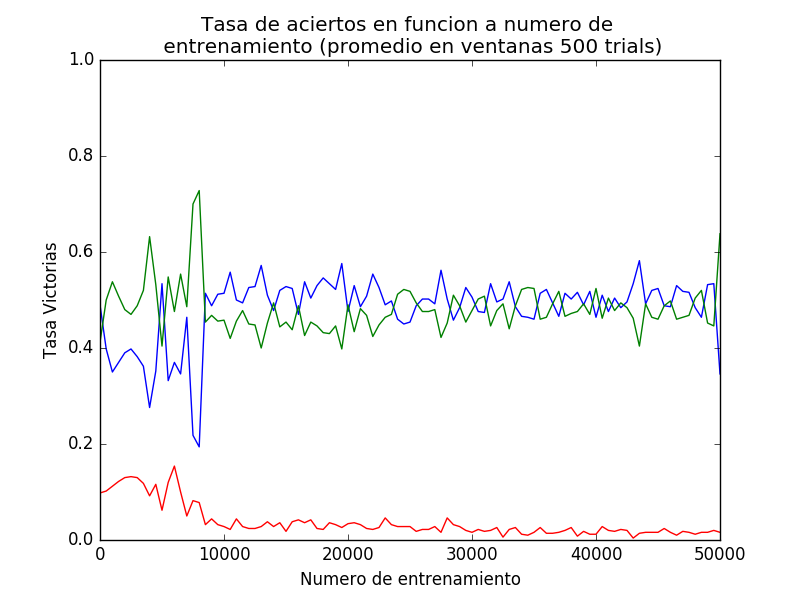 Tasa de aciertos en funcion a numero de
entrenamiento (promedio en ventanas 500 trials)
1.0
0.8
0.6
0.4
0.2
0.0
Tasa Victorias
0 10000 20000 30000 40000 50000
Numero de entrenamiento